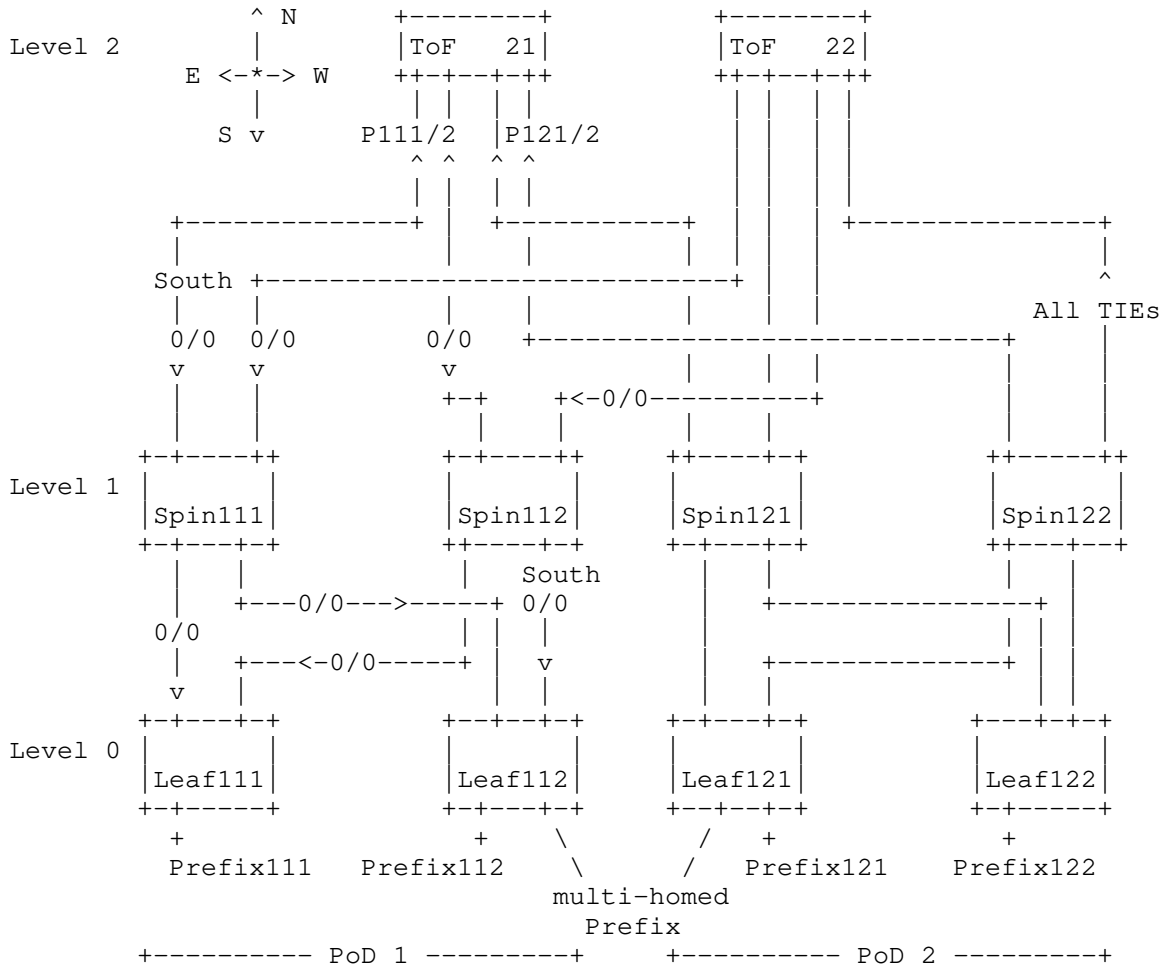 ^ N
Level 2 ToF 21 ToF 22
E <-*-> W
S v P111/2 P121/2
^ ^ ^ ^
South ^
All TIEs
0/0 0/0 0/0
v v v
<-0/0
Level 1
Spin111 Spin112 Spin121 Spin122
South
0/0 > 0/0
0/0
<-0/0 v
v
Level 0
Leaf111 Leaf112 Leaf121 Leaf122
Prefix111 Prefix112 Prefix121 Prefix122
multi-homed
Prefix
PoD 1 PoD 2